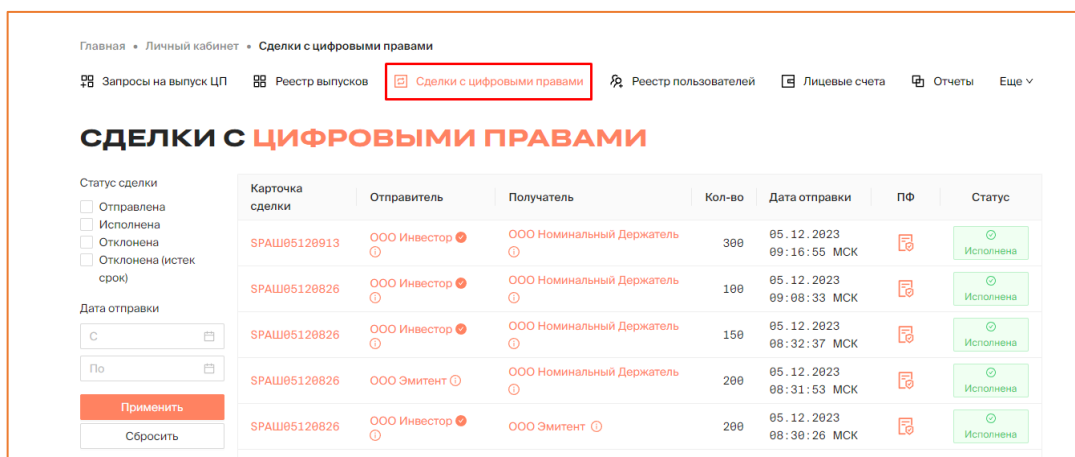 Главная • Личный кабинет • Сделки с цифровыми правами
Запросы на выпуск ЦП Реестр выпусков Сделки с цифровыми правами Реестр пользователей Лицевые счета Отчеты Еще
СДЕЛКИ С ЦИФРОВЫМИ ПРАВАМИ
Статус сделки
Отправлена
Исполнена
Отклонена
Отклонена (истек
срок)
Дата отправки
С
По
Применить
Сбросить
Карточка
сделки
Отправитель
Получатель
Кол-во
Дата отправки
ПФ
Статус
SPАШ05120913
ООО Инвестор
ООО Номинальный Держатель
300
05.12.2023
09:16:55 МСК
Исполнена
SPАШ05120826
ООО Инвестор
ООО Номинальный Держатель
100
05.12.2023
09:08:33 МСК
Исполнена
SPАШ05120826
ООО Инвестор
ООО Номинальный Держатель
150
05.12.2023
08:32:37 МСК
Исполнена
SPАШ05120826
ООО Эмитент
ООО Номинальный Держатель
200
05.12.2023
08:31:53 МСК
Исполнена
SPАШ05120826
ООО Инвестор
ООО Эмитент
200
05.12.2023
08:30:26 МСК
Исполнена